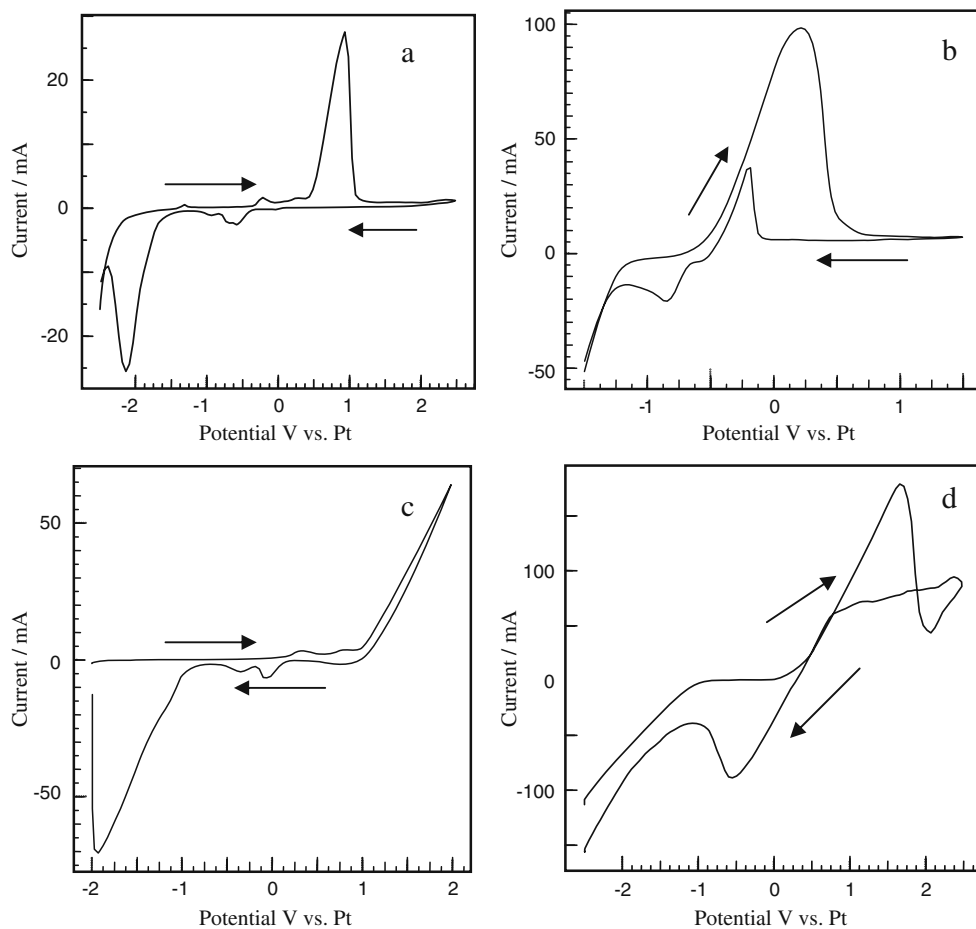 a
20
0
-20
Current / mA
-2 -1 0 1 2
Potential V vs. Pt
b
100
50
0
-50
Current / mA
-1 0 1
Potential V vs. Pt
c
50
0
-50
Current / mA
-2 -1 0 1 2
Potential V vs. Pt
d
100
0
-100
Current / mA
-2 -1 0 1 2
Potential V vs. Pt